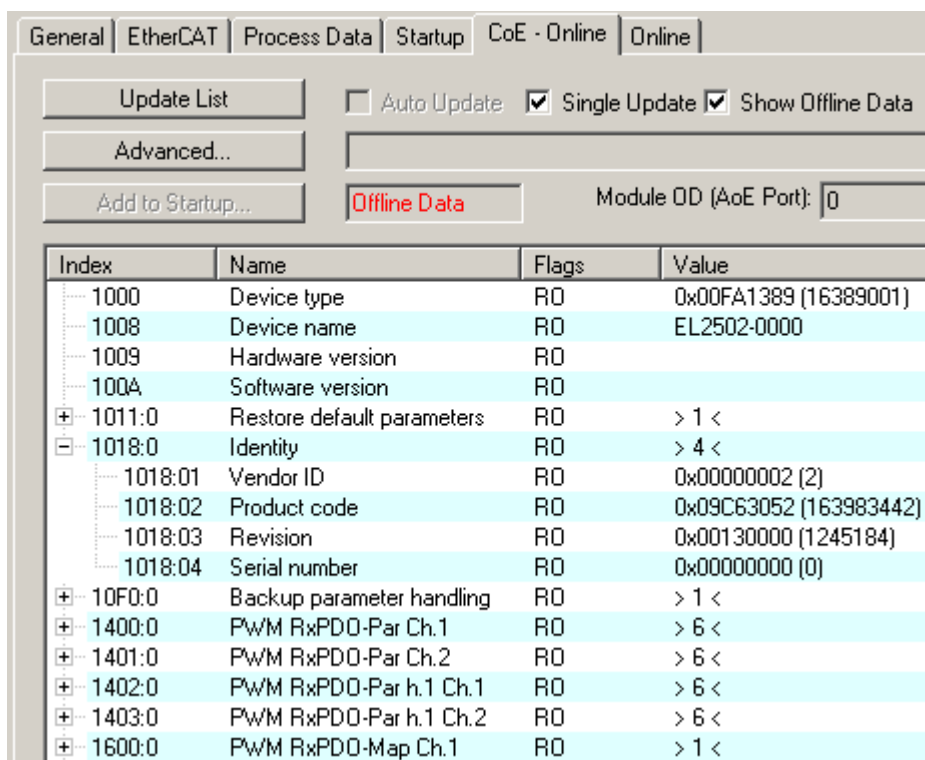 General EtherCAT Process Data Startup CoE - Online Online
Update List Auto Update Single Update Show Offline Data
Advanced...
Add to Startup... Offline Data Module OD (AoE Port): 0
Index Name Flags Value
1000 Device type RO 0x00FA1389 (16389001)
1008 Device name RO EL2502-0000
1009 Hardware version RO
100A Software version RO
1011:0 Restore default parameters RO > 1 <
1018:0 Identity RO > 4 <
1018:01 Vendor ID RO 0x00000002 (2)
1018:02 Product code RO 0x09C63052 (163983442)
1018:03 Revision RO 0x00130000 (1245184)
1018:04 Serial number RO 0x00000000 (0)
10F0:0 Backup parameter handling RO > 1 <
1400:0 PWM RxPDO-Par Ch.1 RO > 6 <
1401:0 PWM RxPDO-Par Ch.2 RO > 6 <
1402:0 PWM RxPDO-Par h.1 Ch.1 RO > 6 <
1403:0 PWM RxPDO-Par h.1 Ch.2 RO > 6 <
1600:0 PWM RxPDO-Map Ch.1 RO > 1 <